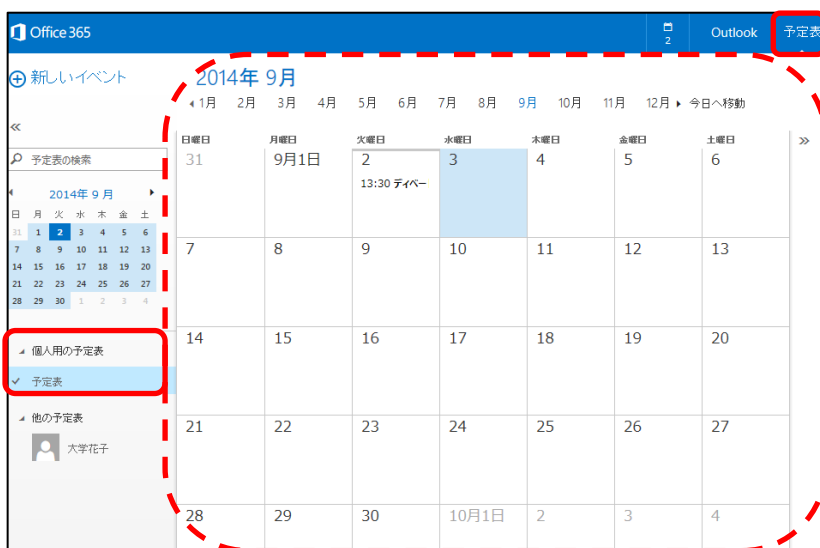 Office 365
2
Outlook
予定表
新しいイベント
2014年 9月
1月 2月 3月 4月 5月 6月 7月 8月 9月 10月 11月 12月 今日へ移動
«
»
日曜日 月曜日 火曜日 水曜日 木曜日 金曜日 土曜日
31 9月1日 2 3 4 5 6
13:30 ディベー
7 8 9 10 11 12 13
14 15 16 17 18 19 20
21 22 23 24 25 26 27
28 29 30 10月1日 2 3 4
予定表の検索
2014年 9月
日 月 火 水 木 金 土
31 1 2 3 4 5 6
7 8 9 10 11 12 13
14 15 16 17 18 19 20
21 22 23 24 25 26 27
28 29 30 1 2 3 4
個人用の予定表
予定表
他の予定表
大学花子